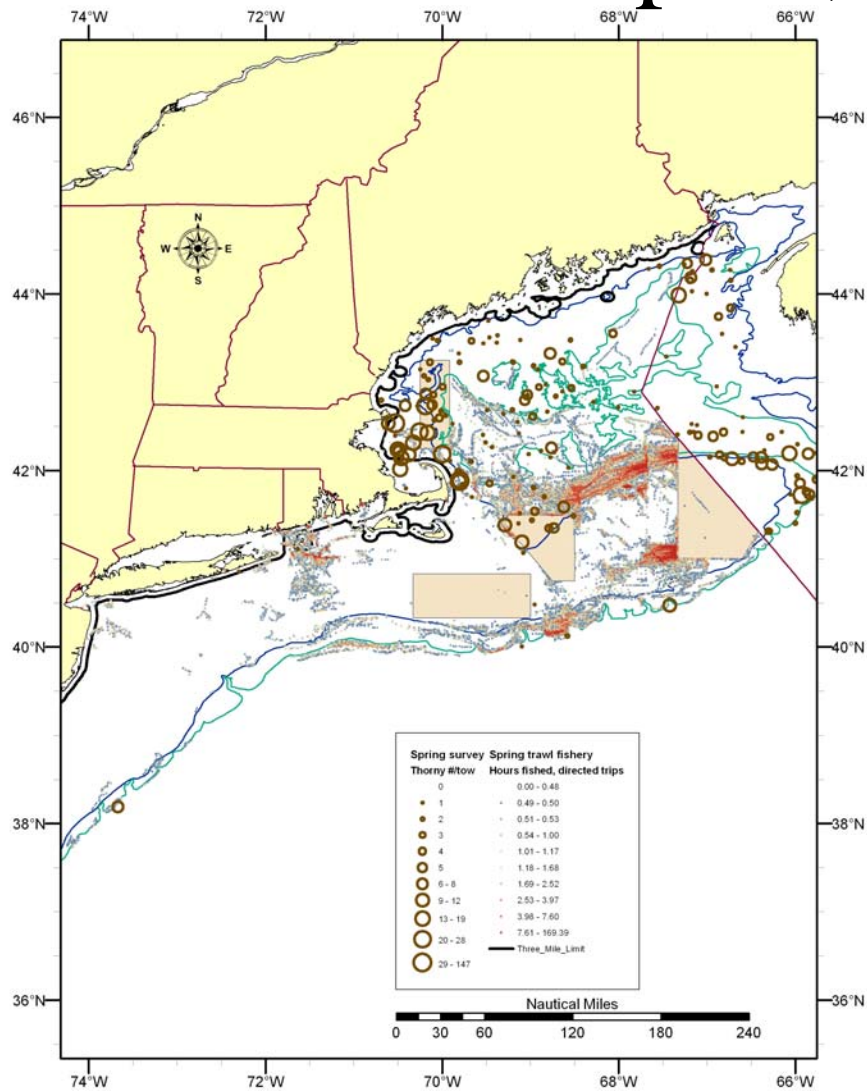 74°W 72°W 70°W 68°W 66°W
46°N 46°N
44°N 44°N
42°N 42°N
40°N 40°N
38°N 38°N
36°N 36°N
N
W E
S
Spring survey Spring trawl fishery
Thorny #/tow Hours fished, directed trips
0 0.00 - 0.48
1 0.49 - 0.50
2 0.51 - 0.53
3 0.54 - 1.00
4 1.01 - 1.17
5 1.18 - 1.68
6 - 8 1.69 - 2.52
9 - 12 2.53 - 3.97
13 - 19 3.98 - 7.60
20 - 28 7.61 - 169.39
29 - 147 Three_Mile_Limit
Nautical Miles
0 30 60 120 180 240
74°W 72°W 70°W 68°W 66°W